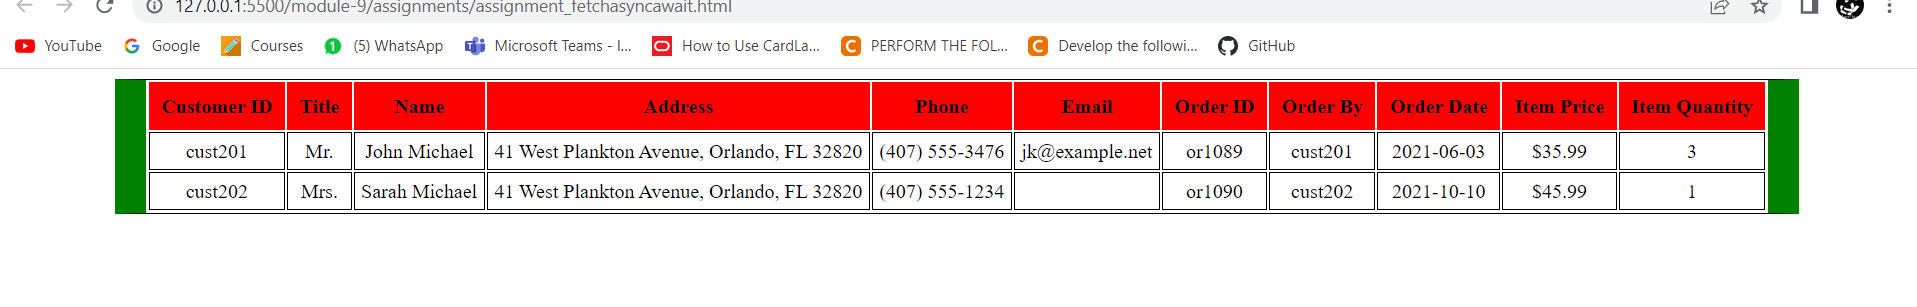 127.0.0.1:5500/module-9/assignments/assignment_fetchasyncawait.html
YouTube Google Courses (5) WhatsApp Microsoft Teams - I... How to Use CardLa... PERFORM THE FOL... Develop the followi... GitHub
Customer ID Title Name Address Phone Email Order ID Order By Order Date Item Price Item Quantity
cust201 Mr. John Michael 41 West Plankton Avenue, Orlando, FL 32820 (407) 555-3476 jk@example.net or1089 cust201 2021-06-03 $35.99 3
cust202 Mrs. Sarah Michael 41 West Plankton Avenue, Orlando, FL 32820 (407) 555-1234 or1090 cust202 2021-10-10 $45.99 1